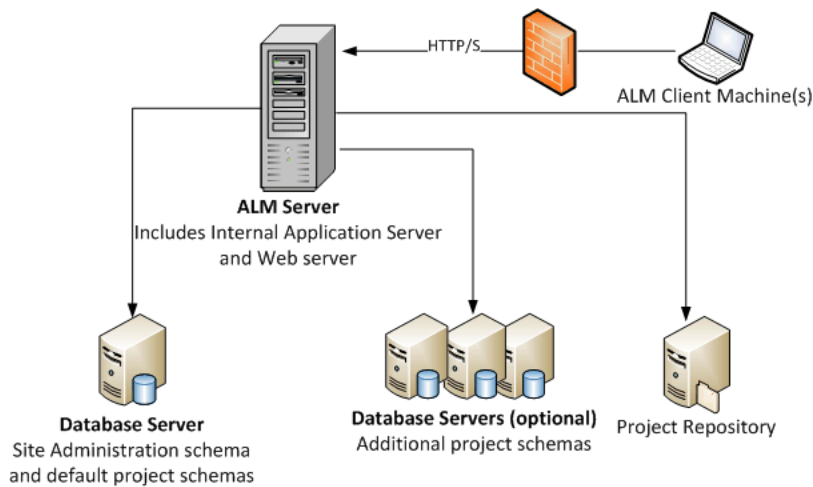 HTTP/S
ALM Client Machine(s)
ALM Server
Includes Internal Application Server
and Web server
Database Server
Site Administration schema
and default project schemas
Database Servers (optional)
Additional project schemas
Project Repository